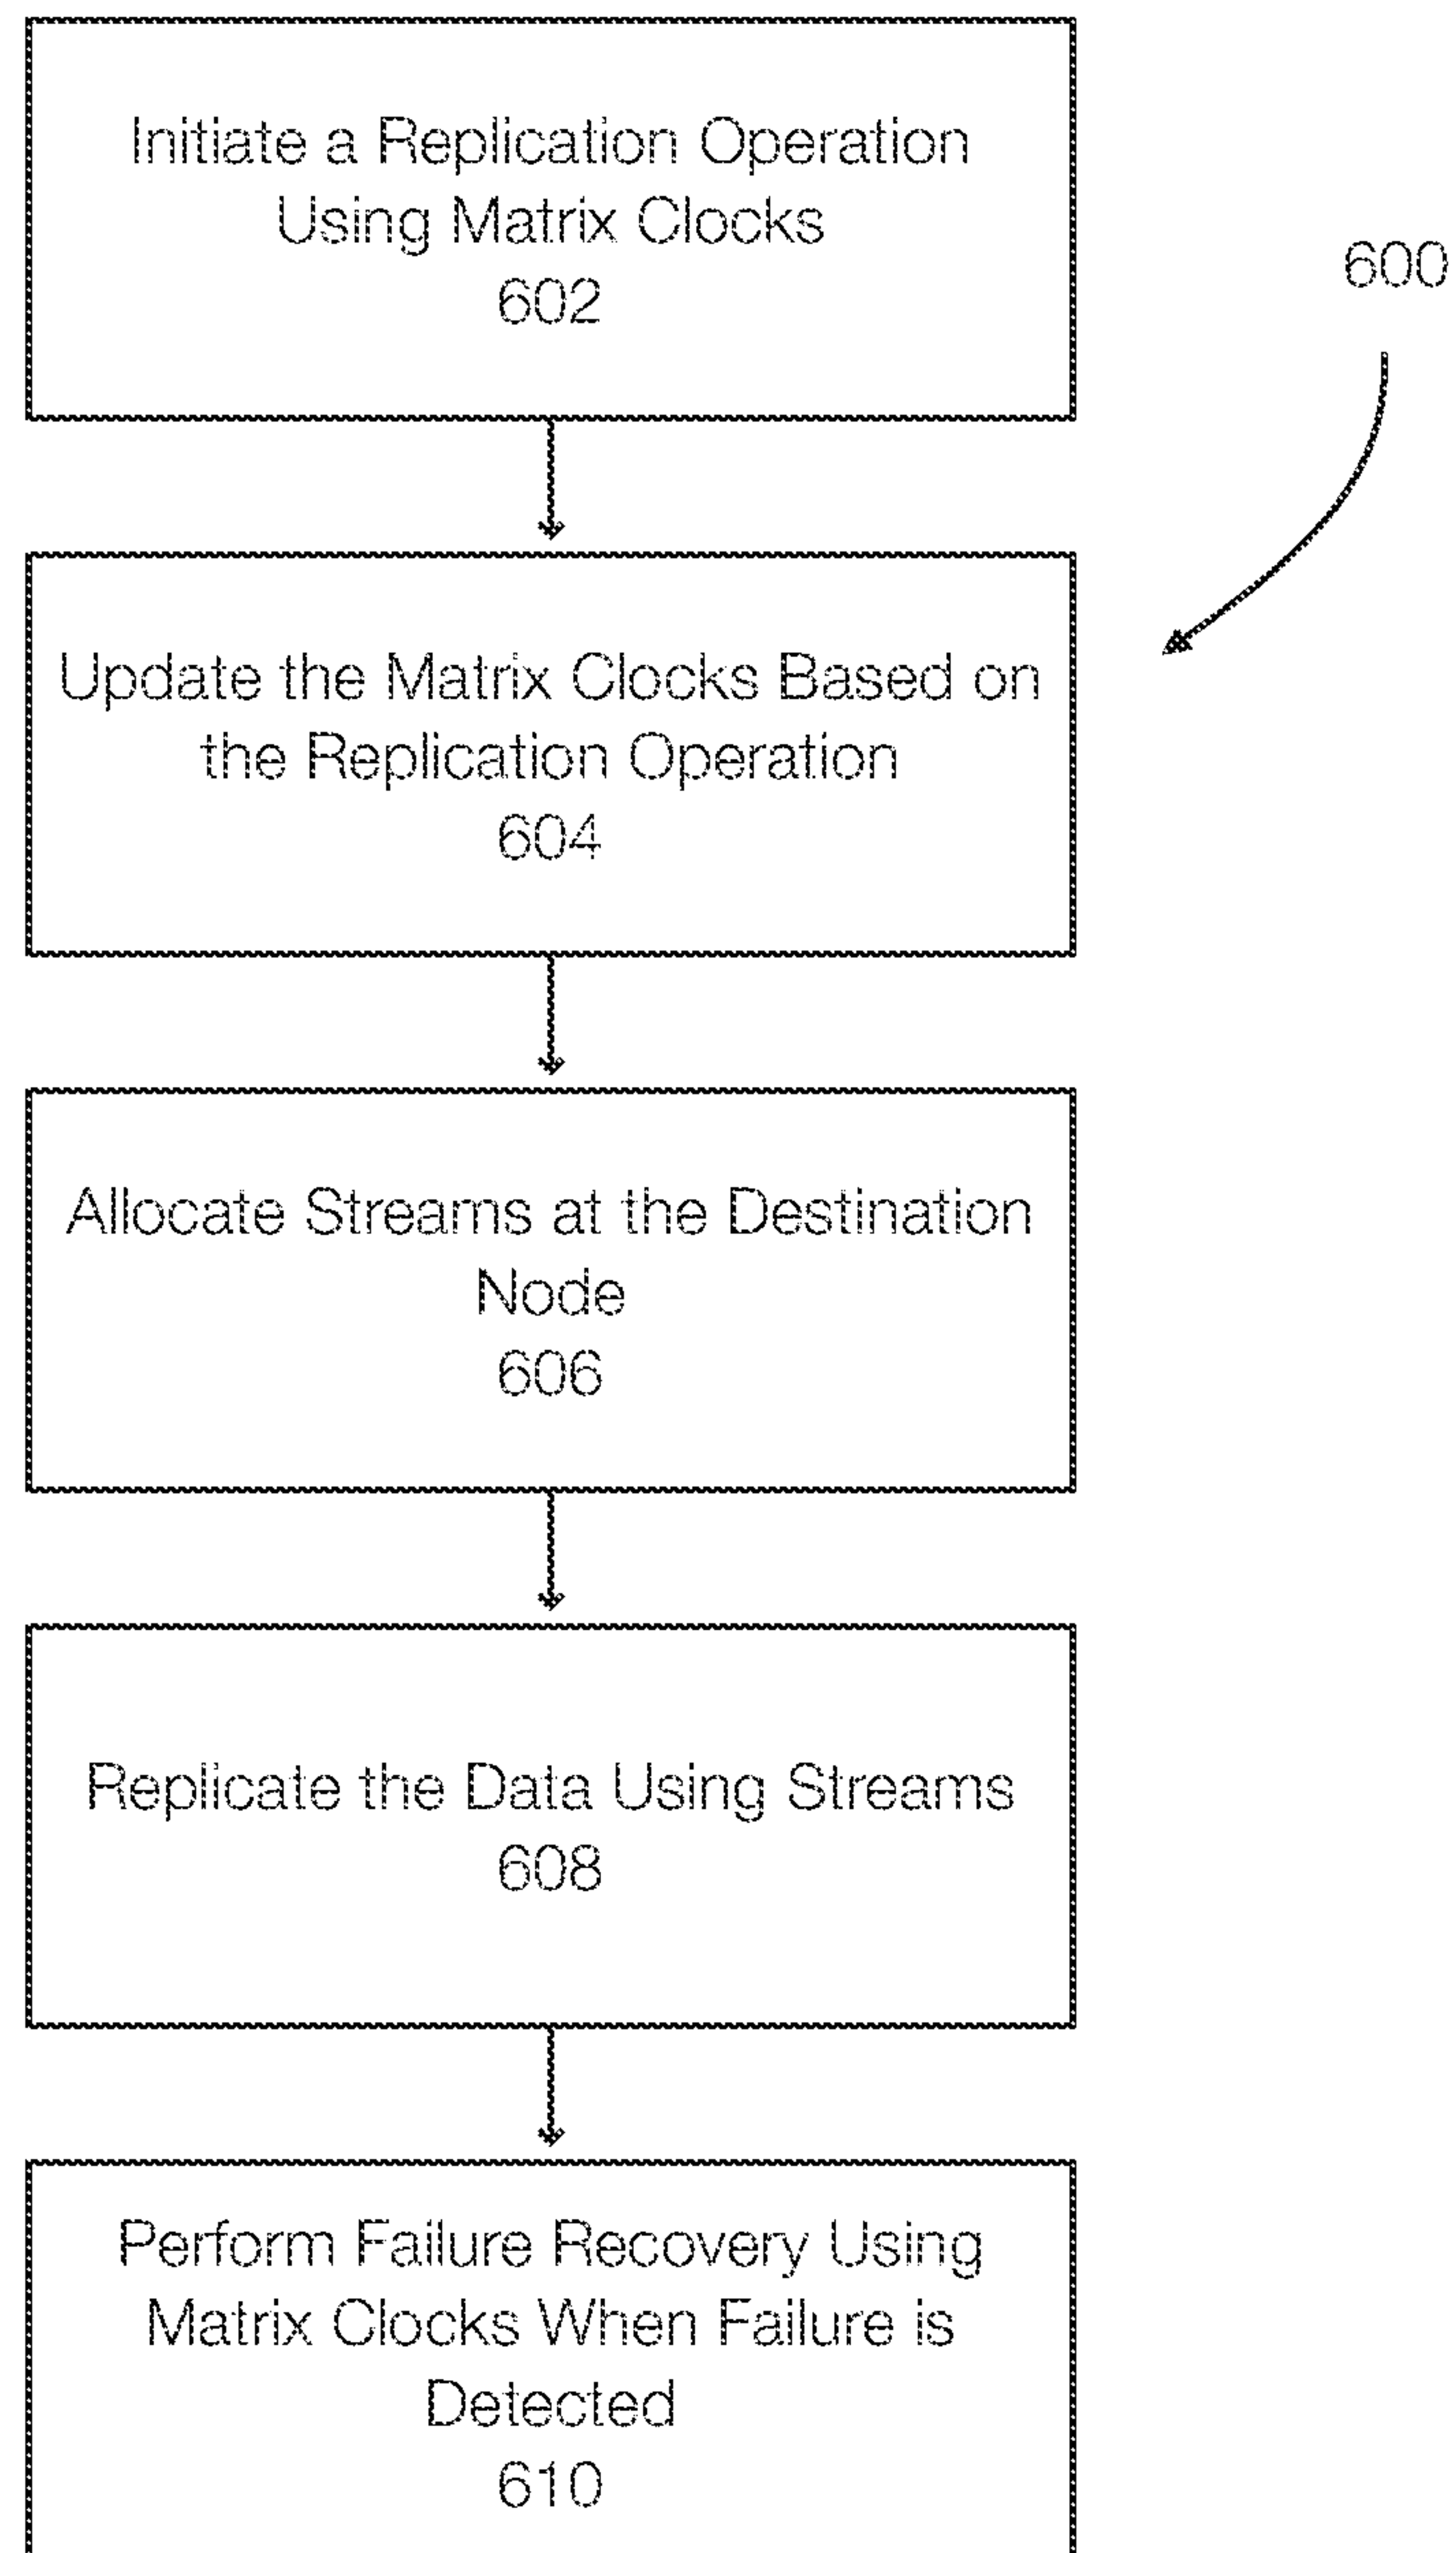 Initiate a Replication Operation
Using Matrix Clocks
602
600
Update the Matrix Clocks Based on
the Replication Operation
604
Allocate Streams at the Destination
Node
606
Replicate the Data Using Streams
608
Perform Failure Recovery Using
Matrix Clocks When Failure is
Detected
610